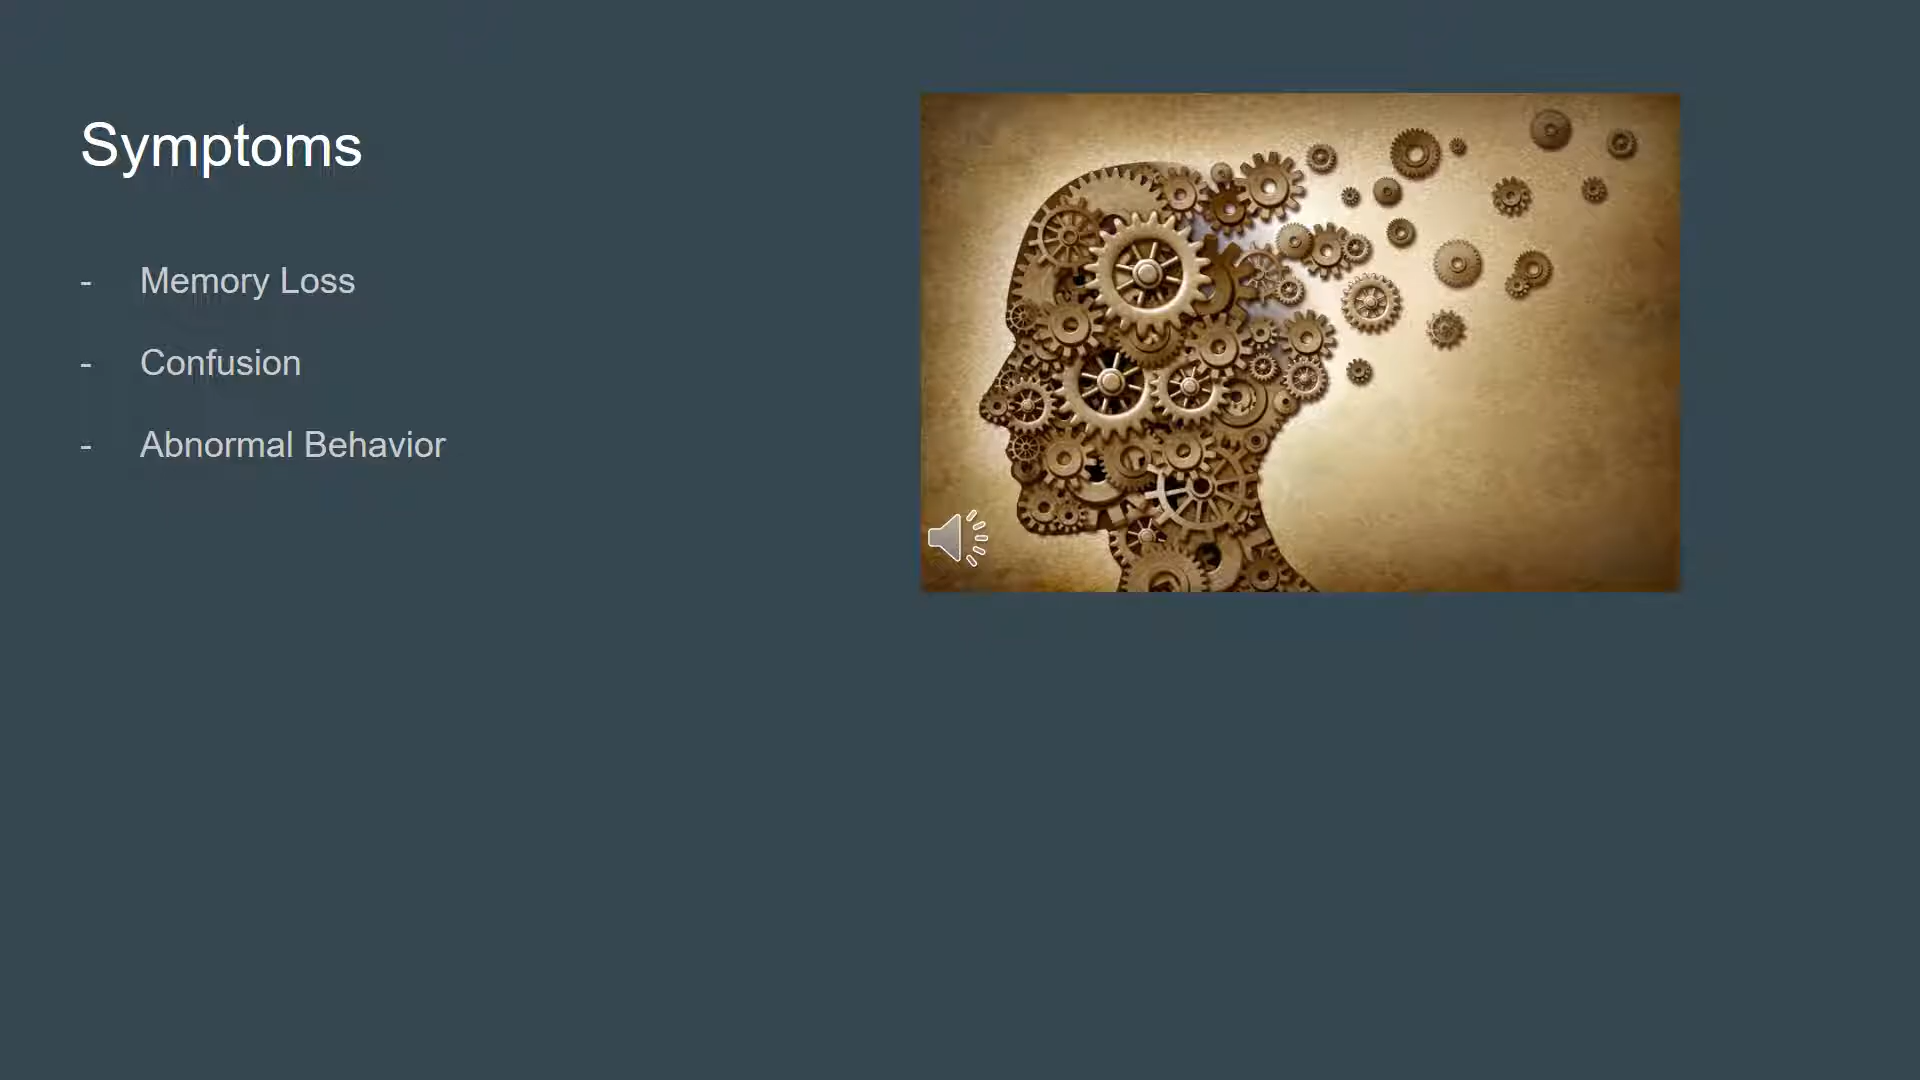 Symptoms
- Memory Loss
- Confusion
- Abnormal Behavior